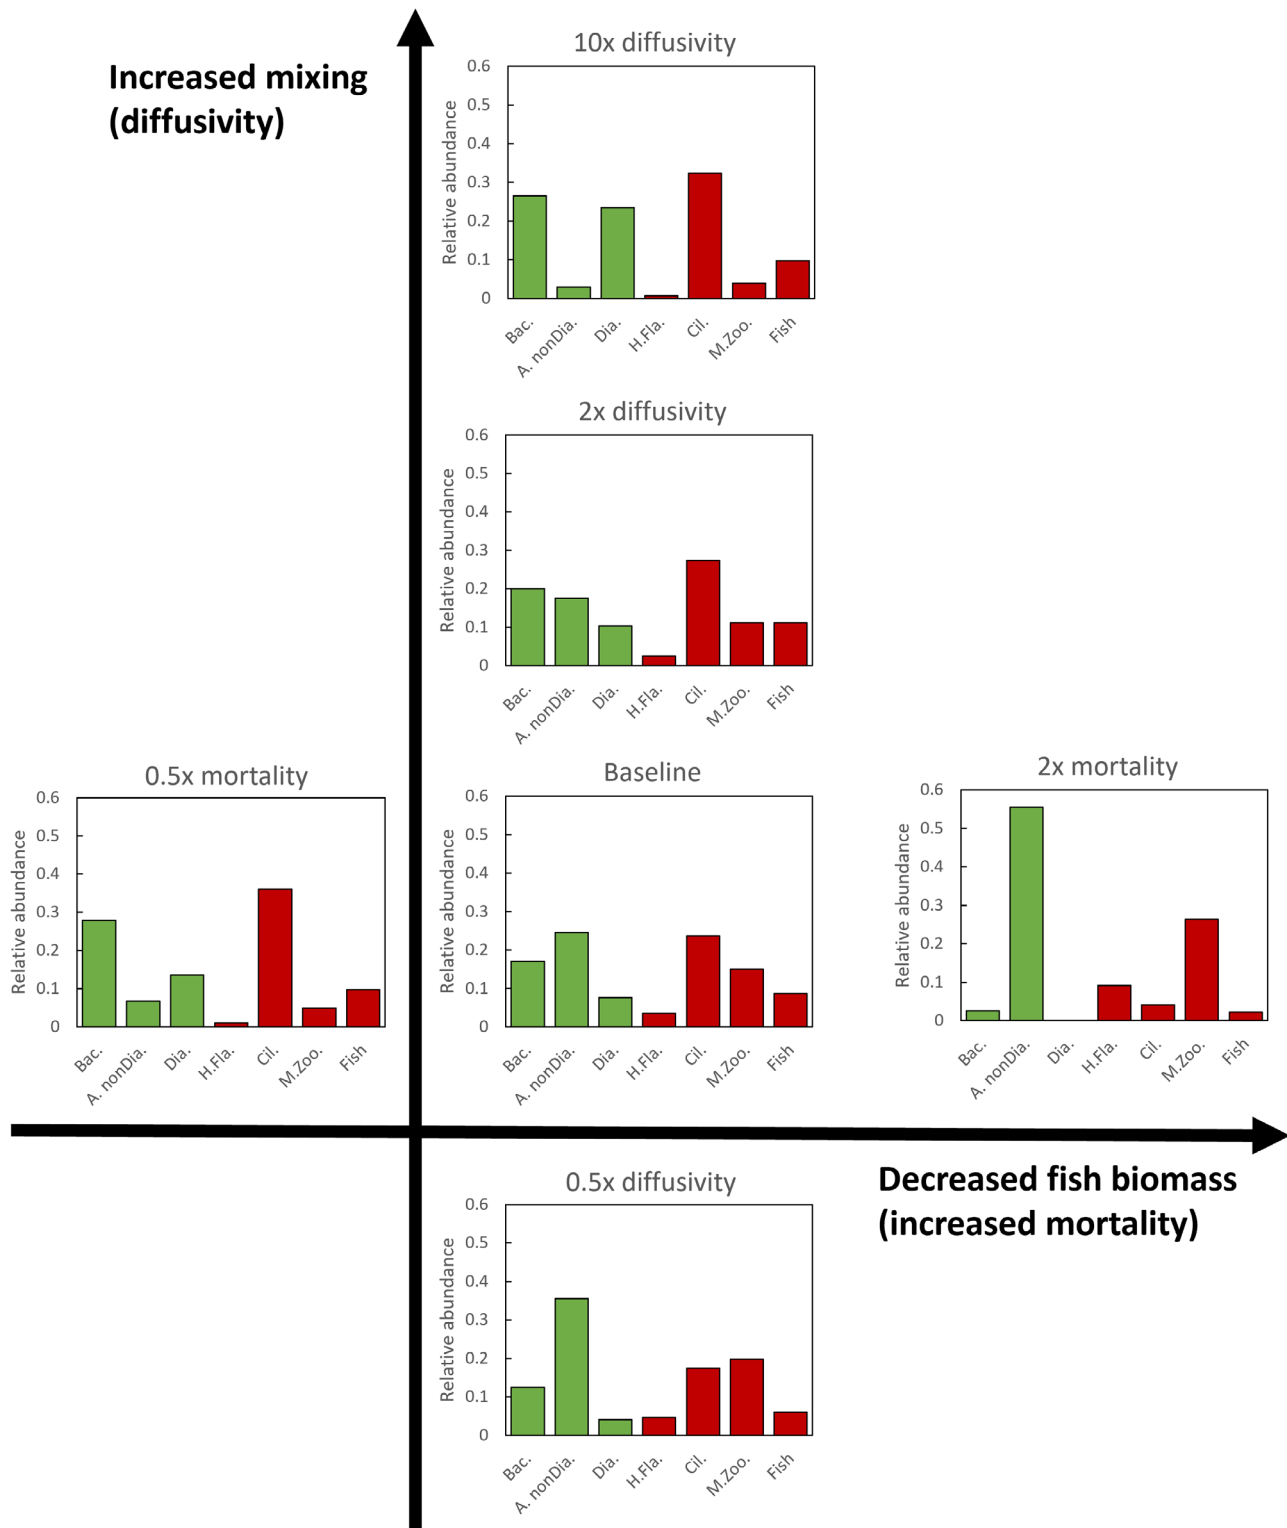 Increased mixing
(diffusivity)
10x diffusivity
Relative abundance
0.6
0.5
0.4
0.3
0.2
0.1
0
Bac.
A. nonDia.
Dia.
H.Fla.
Cil.
M.Zoo.
Fish
2x diffusivity
Relative abundance
0.6
0.5
0.4
0.3
0.2
0.1
0
Bac.
A. nonDia.
Dia.
H.Fla.
Cil.
M.Zoo.
Fish
0.5x mortality
Relative abundance
0.6
0.5
0.4
0.3
0.2
0.1
0
Bac.
A. nonDia.
Dia.
H.Fla.
Cil.
M.Zoo.
Fish
Baseline
Relative abundance
0.6
0.5
0.4
0.3
0.2
0.1
0
Bac.
A. nonDia.
Dia.
H.Fla.
Cil.
M.Zoo.
Fish
2x mortality
Relative abundance
0.6
0.5
0.4
0.3
0.2
0.1
0
Bac.
A. nonDia.
Dia.
H.Fla.
Cil.
M.Zoo.
Fish
Decreased fish biomass
(increased mortality)
0.5x diffusivity
Relative abundance
0.6
0.5
0.4
0.3
0.2
0.1
0
Bac.
A. nonDia.
Dia.
H.Fla.
Cil.
M.Zoo.
Fish